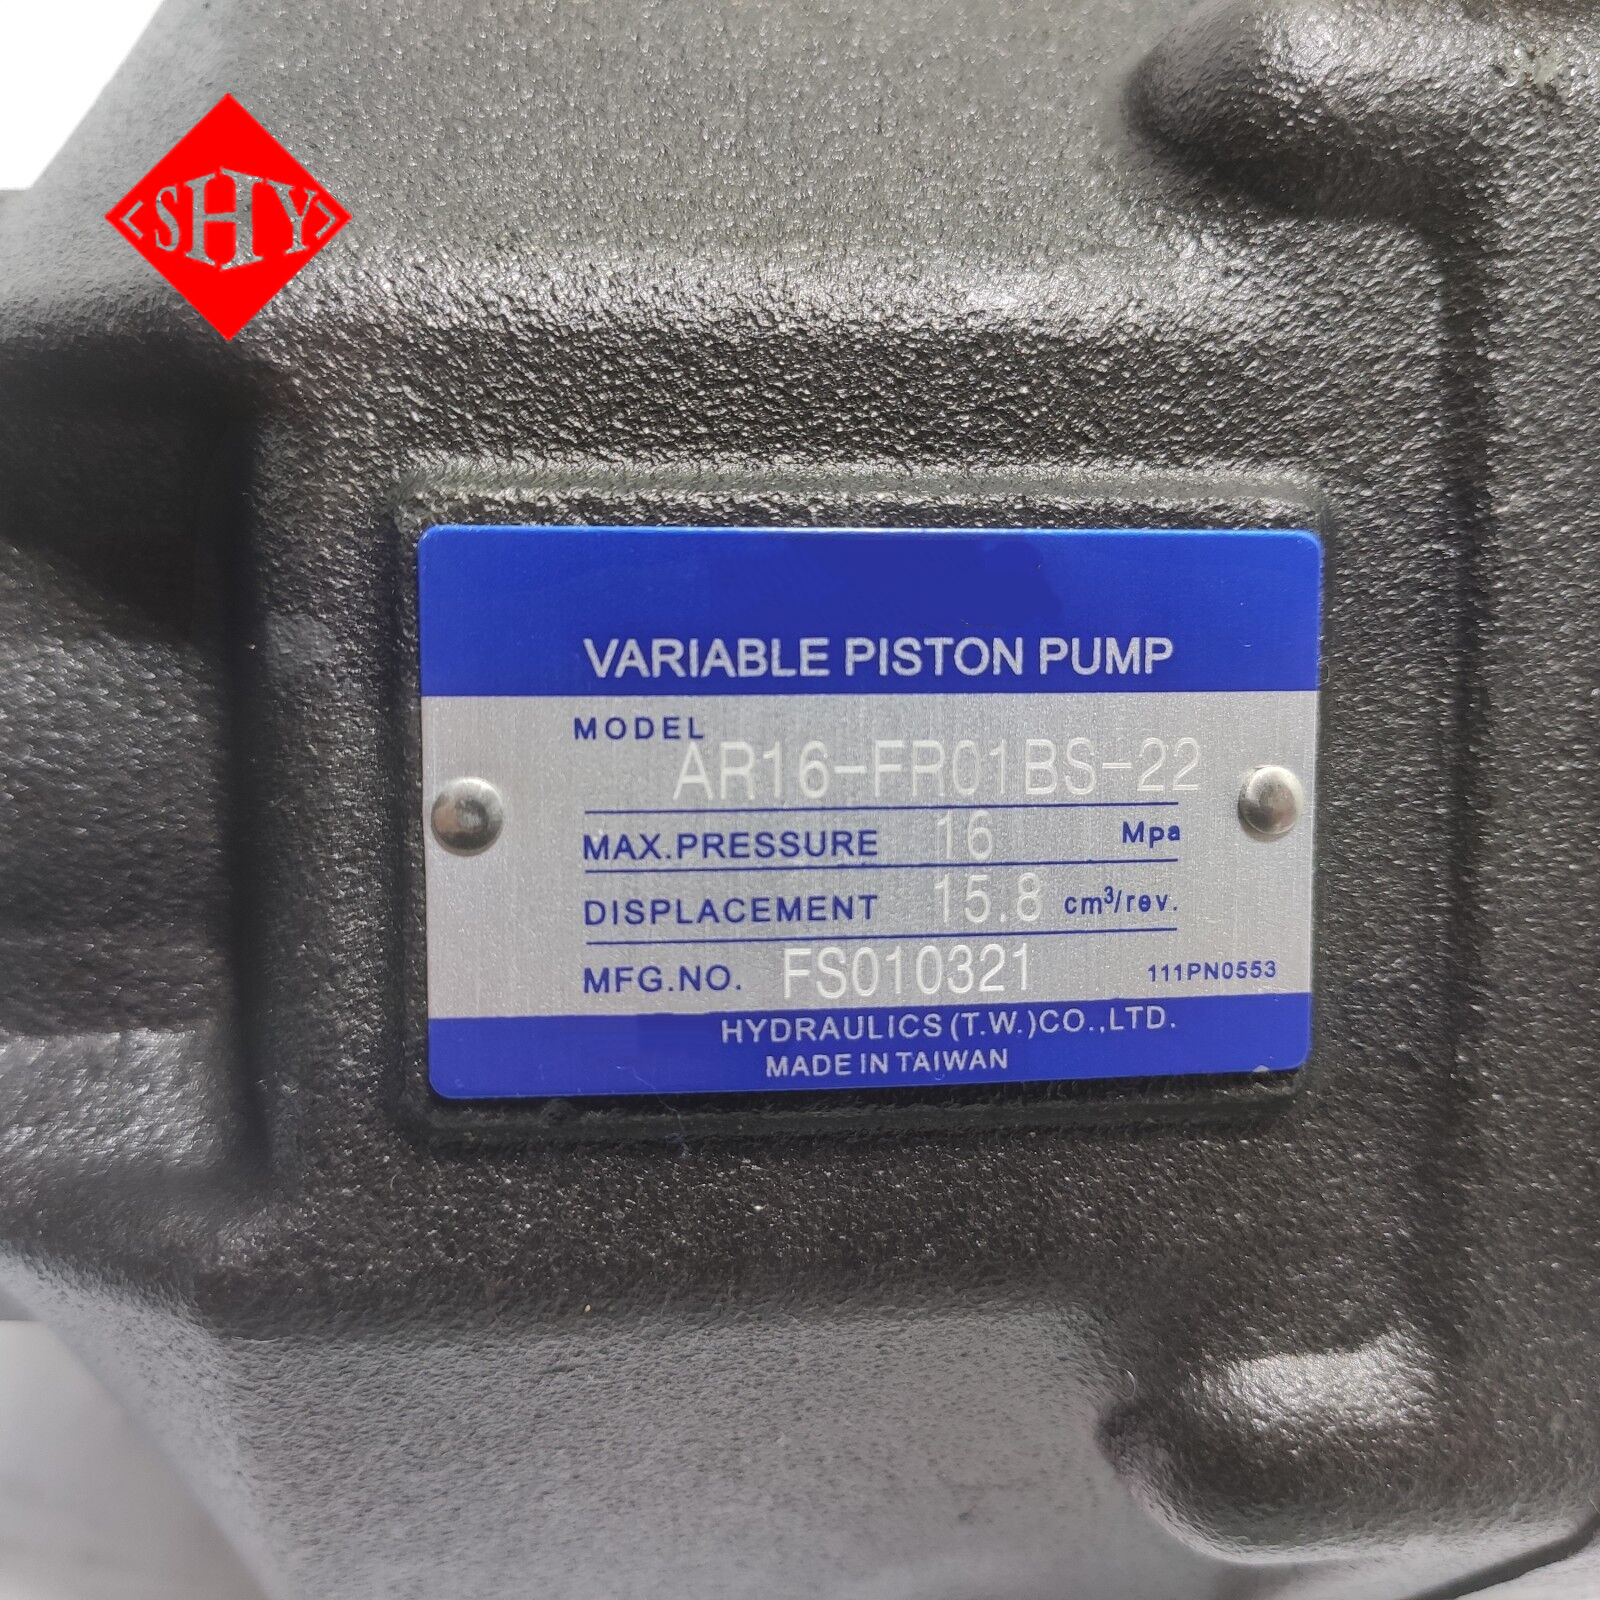 SHY
VARIABLE PISTON PUMP
MODEL AR16-FR01BS-22
MAX.PRESSURE 16 Mpa
DISPLACEMENT 15.8 cm³/rev.
MFG.NO. FS010321 111PN0553
HYDRAULICS (T.W.)CO.,LTD.
MADE IN TAIWAN